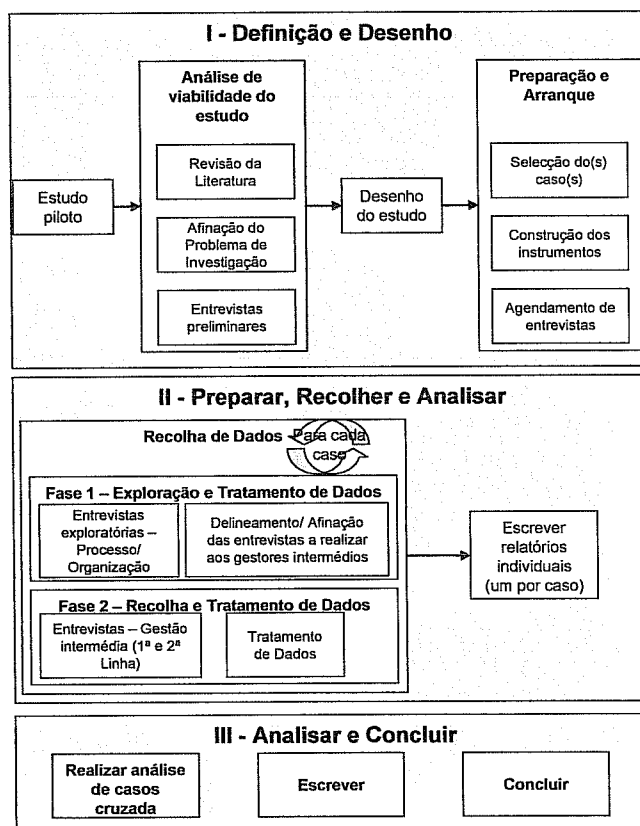 I - Definição e Desenho
Estudo
piloto
Análise de
viabilidade do
estudo
Revisão da
Literatura
Afinação do
Problema de
Investigação
Entrevistas
preliminares
Desenho
do estudo
Preparação e
Arranque
Selecção do(s)
caso(s)
Construção dos
instrumentos
Agendamento de
entrevistas
II - Preparar, Recolher e Analisar
Recolha de Dados
Para cada
caso
Fase 1 – Exploração e Tratamento de Dados
Entrevistas
exploratórias –
Processo/
Organização
Delineamento/ Afinação
das entrevistas a realizar
aos gestores intermédios
Fase 2 – Recolha e Tratamento de Dados
Entrevistas – Gestão
intermédia (1ª e 2ª
Linha)
Tratamento
de Dados
Escrever
relatórios
individuais
(um por caso)
III - Analisar e Concluir
Realizar análise
de casos
cruzada
Escrever
Concluir